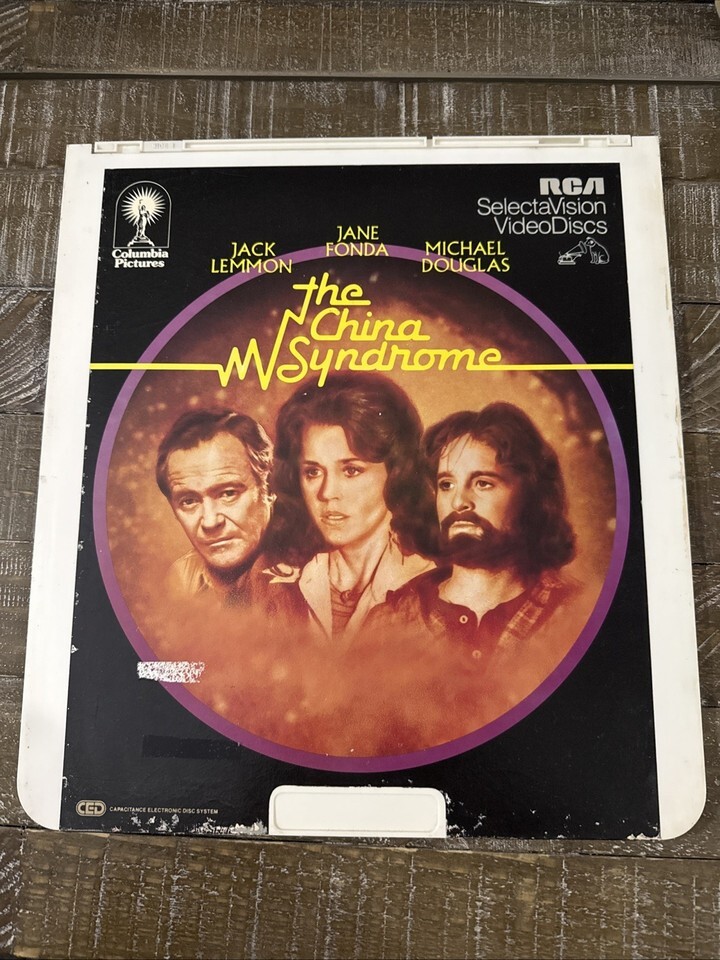 Columbia
Pictures
RCA
SelectaVision
VideoDiscs
JACK
LEMMON
JANE
FONDA
MICHAEL
DOUGLAS
the
China
Syndrome
CED CAPACITANCE ELECTRONIC DISC SYSTEM